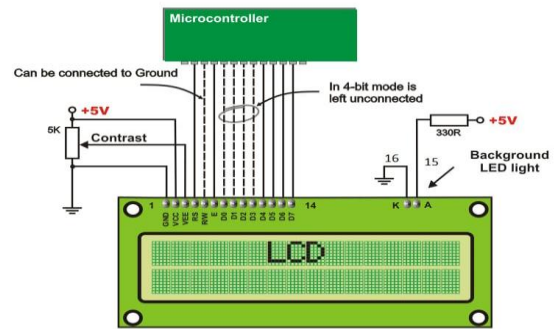 Microcontroller
Can be connected to Ground
In 4-bit mode is
left unconnected
+5V
5K
Contrast
330R
+5V
16
15
Background
LED light
1
GND
VCC
VEE
RS
R/W
E
D0
D1
D2
D3
D4
D5
D6
D7
14
K
A
LCD